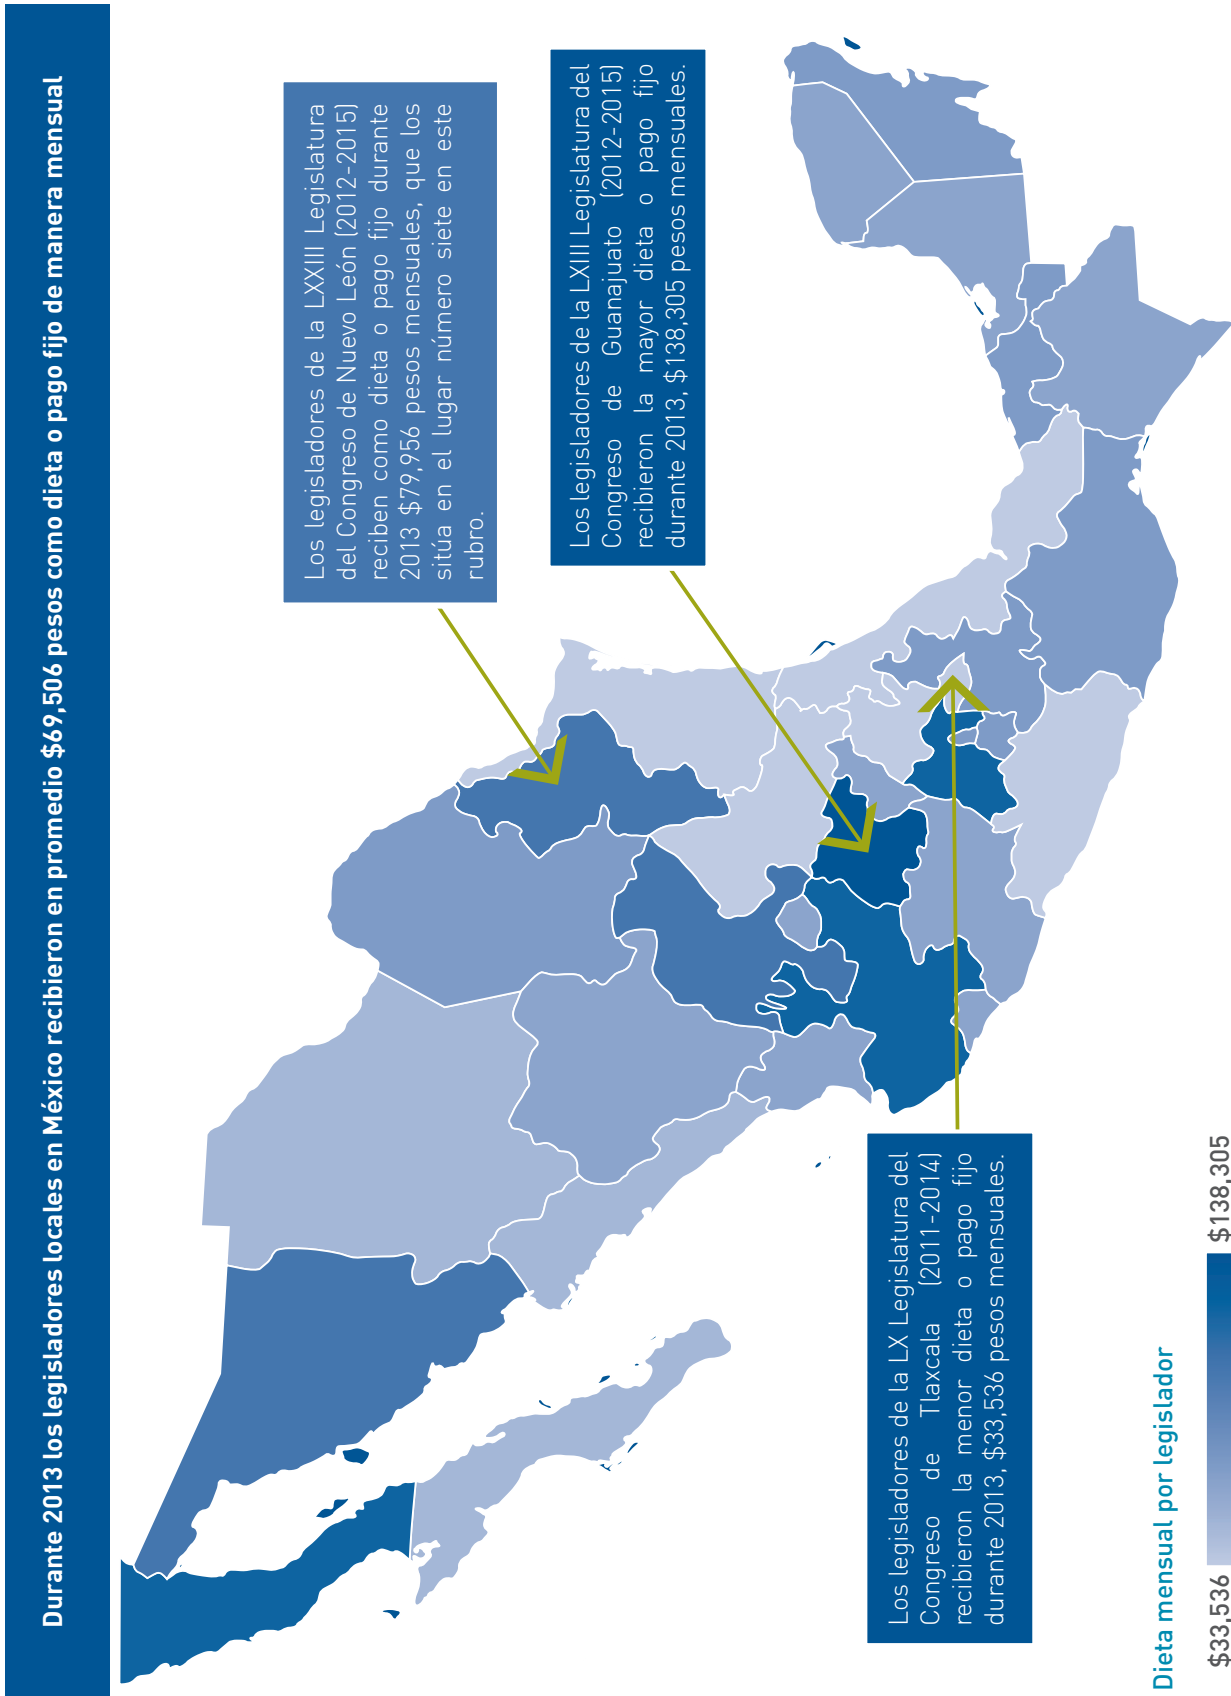 Durante 2013 los legisladores locales en México recibieron en promedio $69,506 pesos como dieta o pago fijo de manera mensual
Los legisladores de la LXXIII Legislatura
del Congreso de Nuevo León (2012-2015)
reciben como dieta o pago fijo durante
2013 $79,956 pesos mensuales, que los
sitúa en el lugar número siete en este
rubro.
Los legisladores de la LXIII Legislatura del
Congreso de Guanajuato (2012-2015)
recibieron la mayor dieta o pago fijo
durante 2013, $138,305 pesos mensuales.
Los legisladores de la LX Legislatura del
Congreso de Tlaxcala (2011-2014)
recibieron la menor dieta o pago fijo
durante 2013, $33,536 pesos mensuales.
Dieta mensual por legislador
$33,536 $138,305